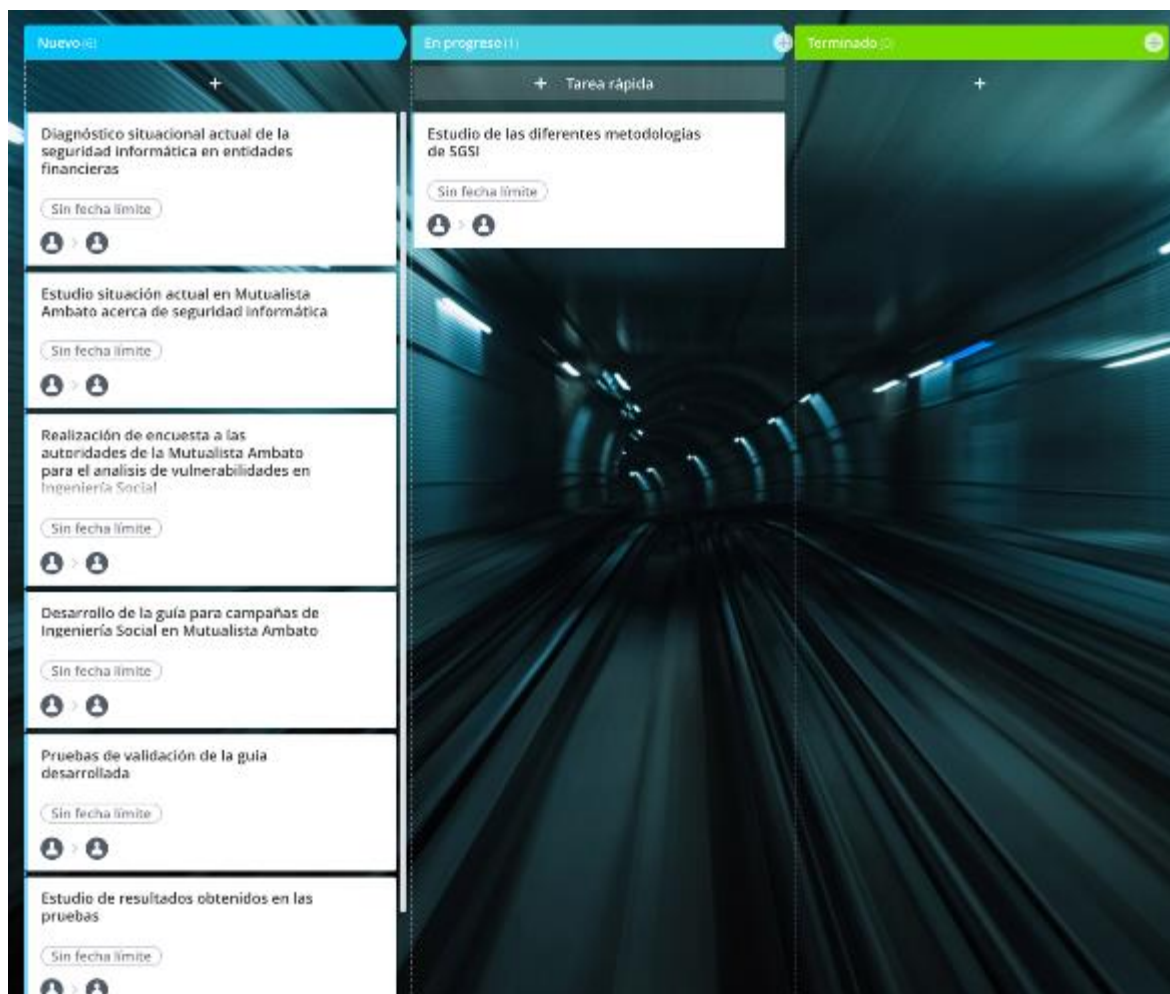 Nuevo (6)
+
Diagnóstico situacional actual de la
seguridad informática en entidades
financieras
Sin fecha límite
Estudio situación actual en Mutualista
Ambato acerca de seguridad informática
Sin fecha límite
Realización de encuesta a las
autoridades de la Mutualista Ambato
para el analisis de vulnerabilidades en
Ingeniería Social
Sin fecha límite
Desarrollo de la guía para campañas de
Ingeniería Social en Mutualista Ambato
Sin fecha límite
Pruebas de validación de la guia
desarrollada
Sin fecha límite
Estudio de resultados obtenidos en las
pruebas
Sin fecha límite
En progreso (1)
+ Tarea rápida
Estudio de las diferentes metodologias
de SGSI
Sin fecha límite
Terminado (0)
+